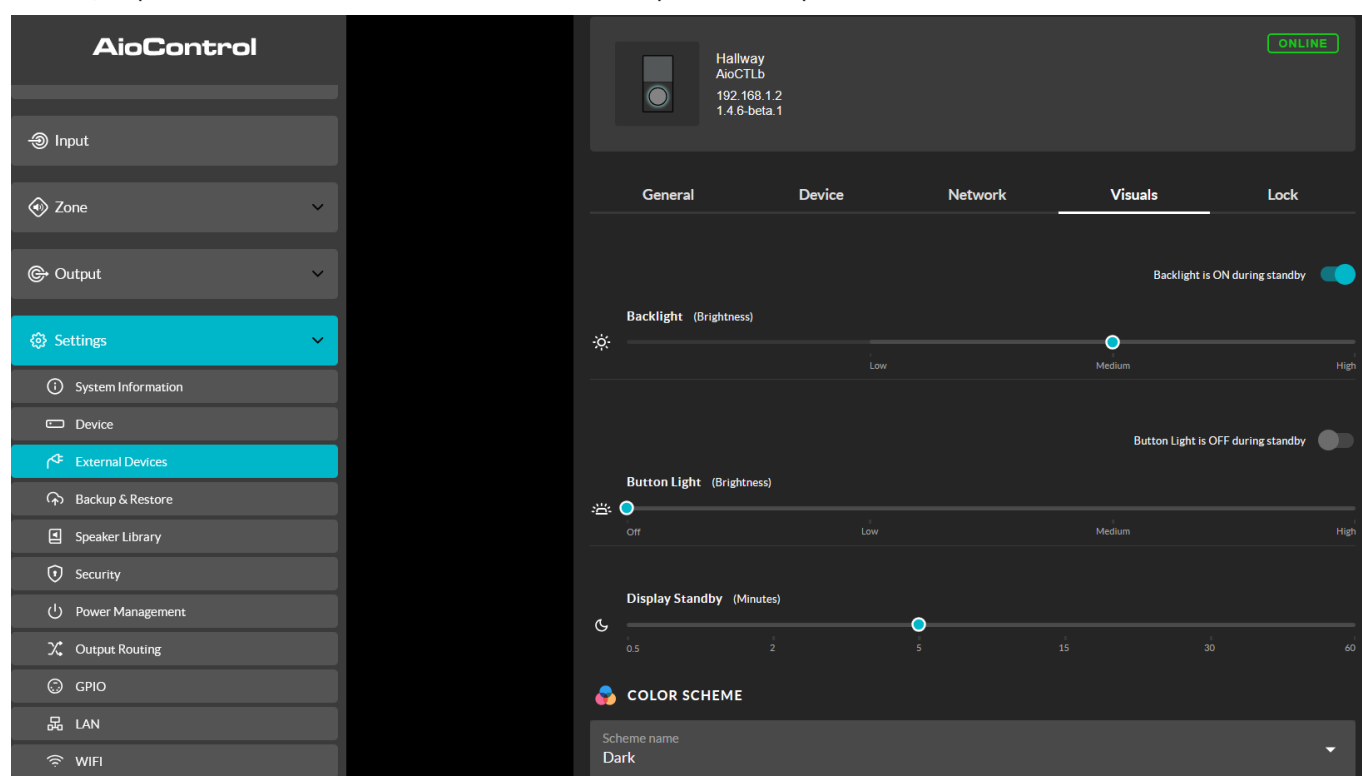 AioControl
Input
Zone
Output
Settings
System Information
Device
External Devices
Backup & Restore
Speaker Library
Security
Power Management
Output Routing
GPIO
LAN
WIFI
Hallway
AioCTLb
192.168.1.2
1.4.6-beta.1
ONLINE
General Device Network Visuals Lock
Backlight is ON during standby
Backlight (Brightness)
Low Medium High
Button Light is OFF during standby
Button Light (Brightness)
Off Low Medium High
Display Standby (Minutes)
0.5 2 5 15 30 60
COLOR SCHEME
Scheme name
Dark